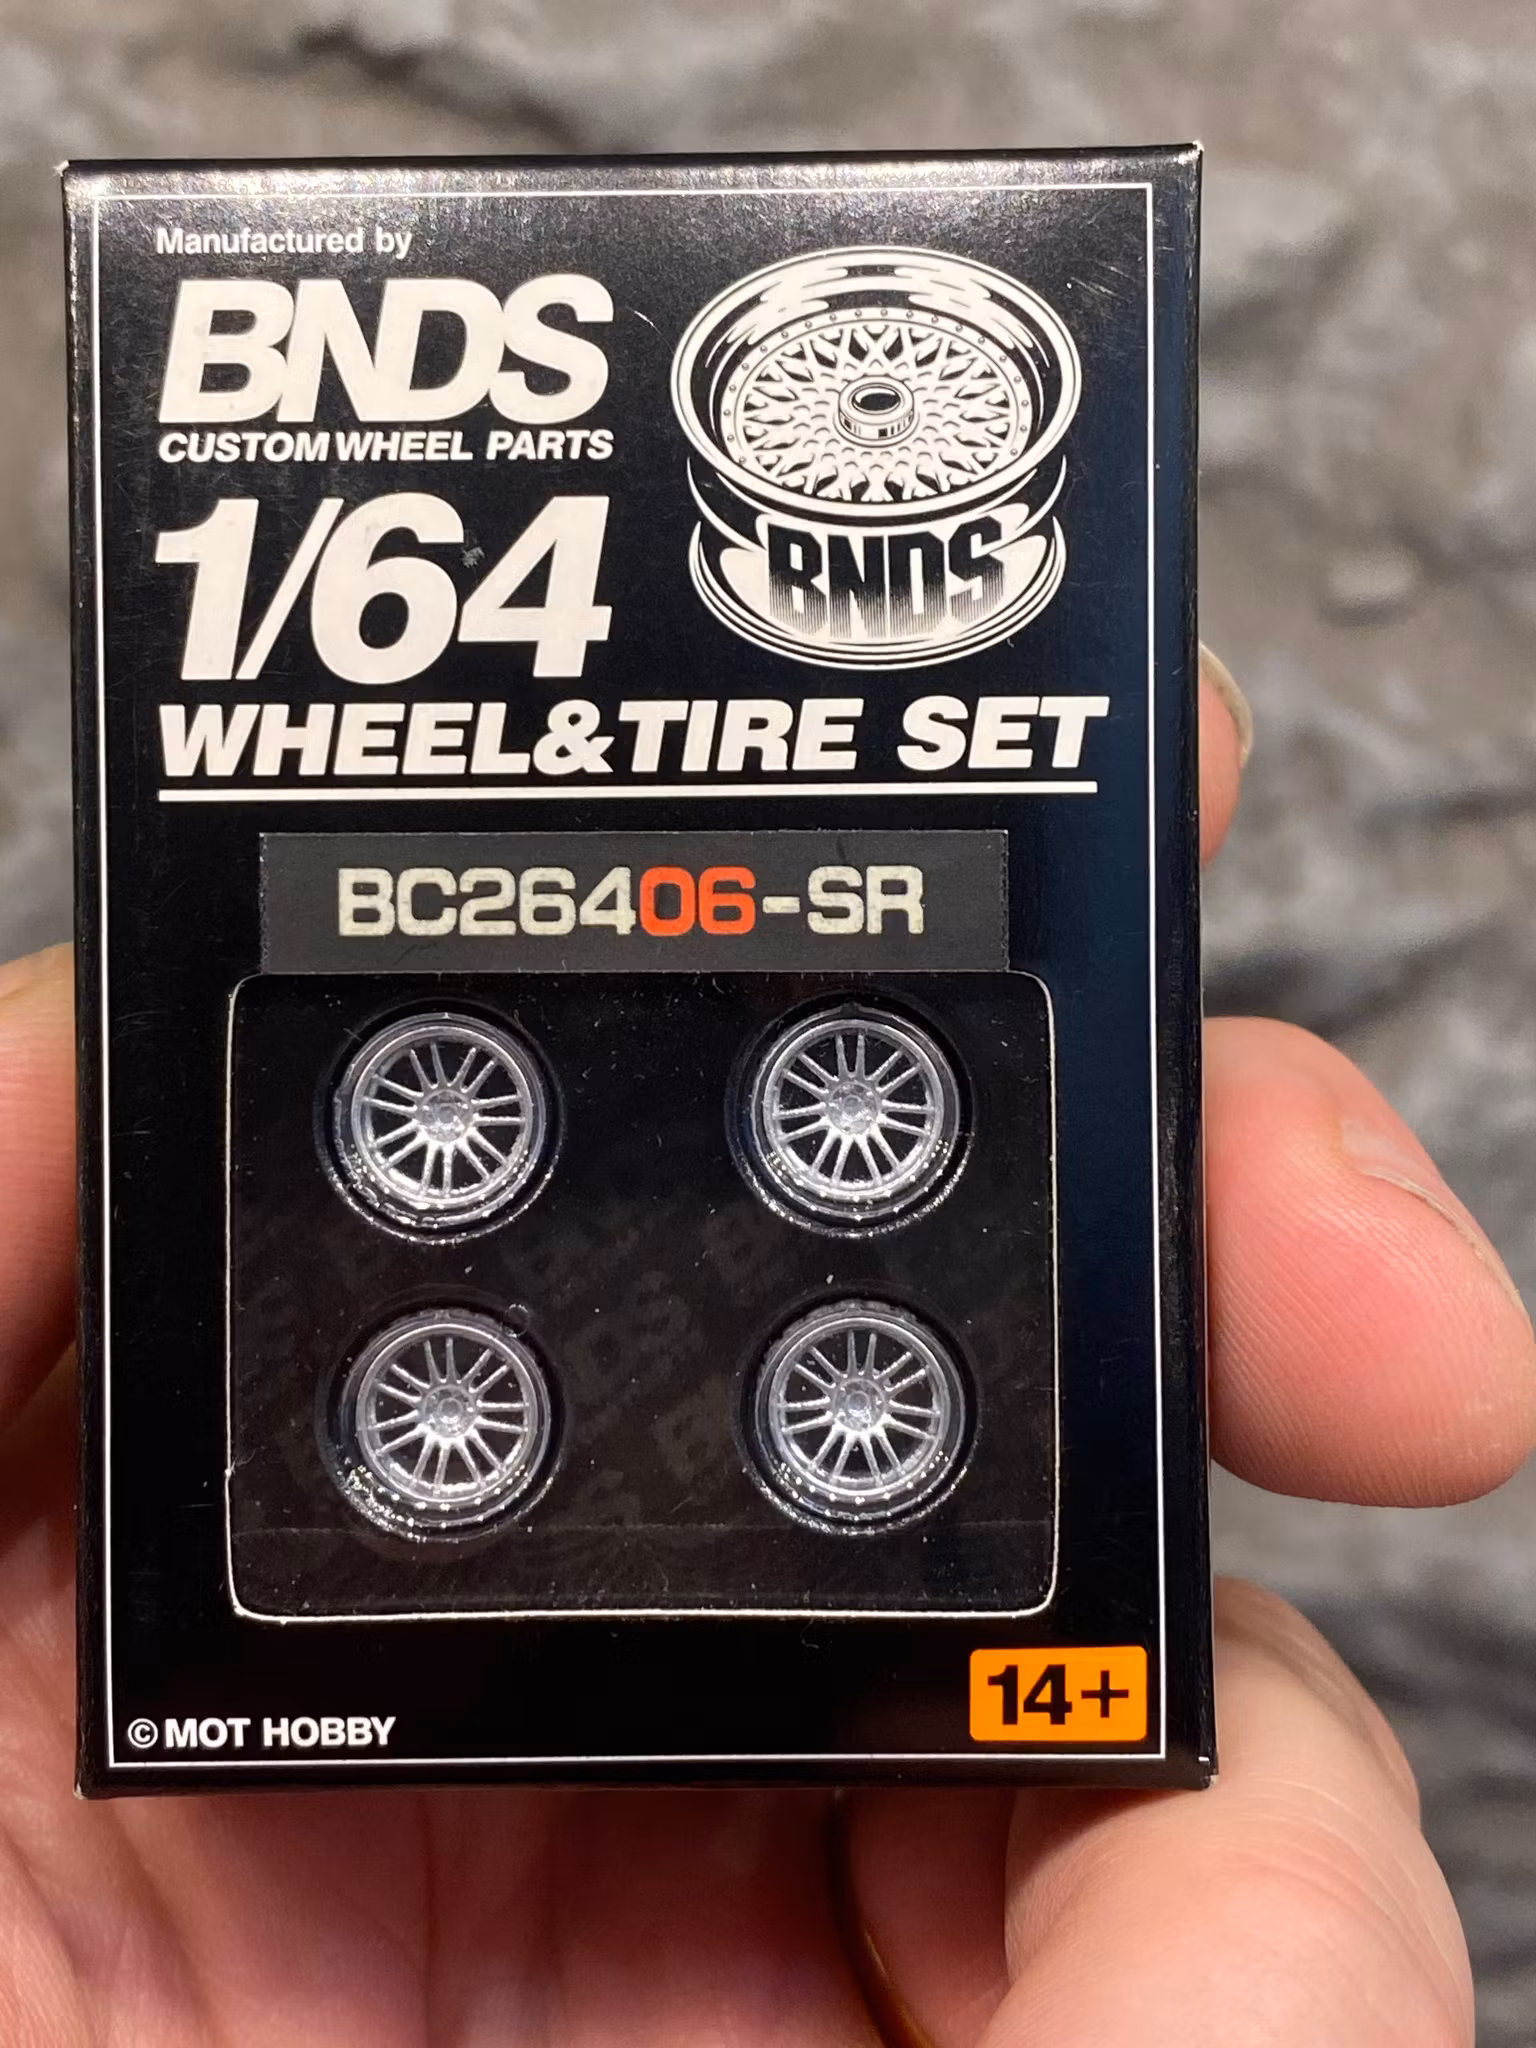 Manufactured by
BNDS
CUSTOM WHEEL PARTS
1/64
BNDS
WHEEL&TIRE SET
BC26406-SR
14+
©MOT HOBBY